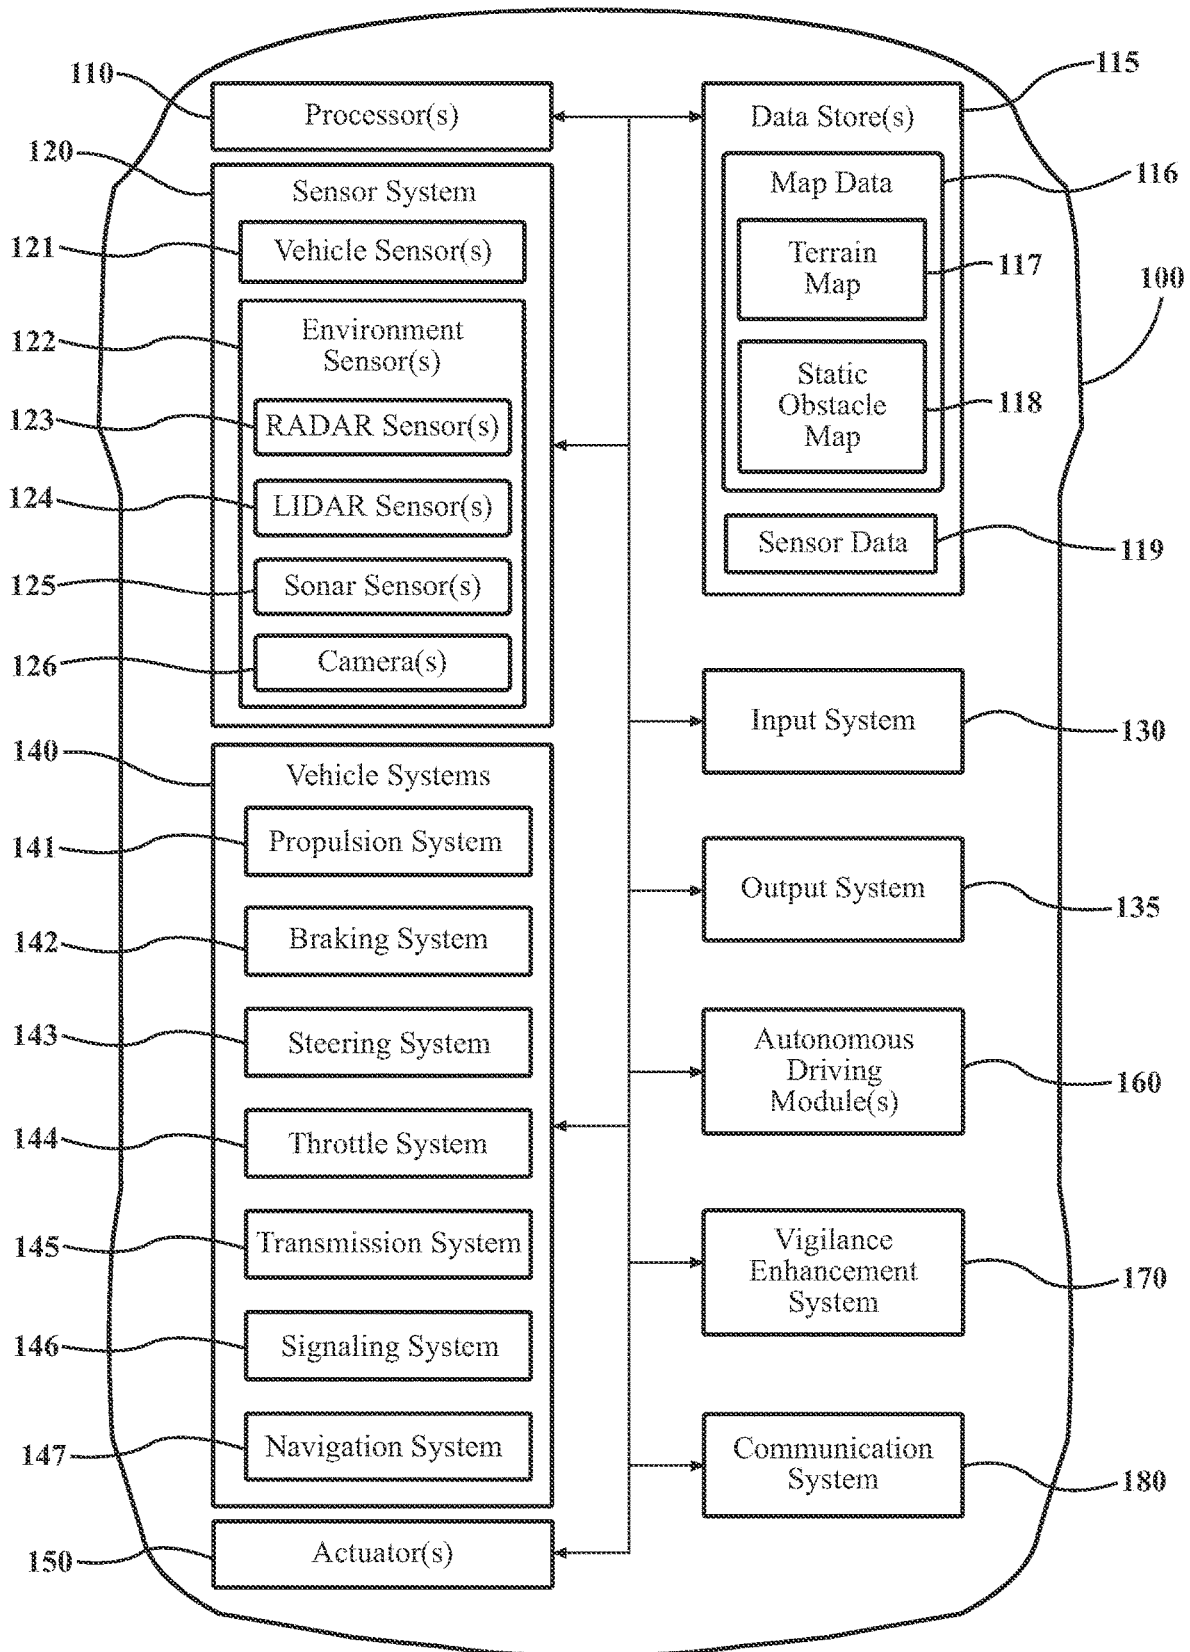 110
Processor(s)
120
Sensor System
121
Vehicle Sensor(s)
122
Environment
Sensor(s)
123
RADAR Sensor(s)
124
LIDAR Sensor(s)
125
Sonar Sensor(s)
126
Camera(s)
140
Vehicle Systems
141
Propulsion System
142
Braking System
143
Steering System
144
Throttle System
145
Transmission System
146
Signaling System
147
Navigation System
150
Actuator(s)
115
Data Store(s)
116
Map Data
Terrain
Map
117
100
Static
Obstacle
Map
118
Sensor Data
119
Input System
130
Output System
135
Autonomous
Driving
Module(s)
160
Vigilance
Enhancement
System
170
Communication
System
180